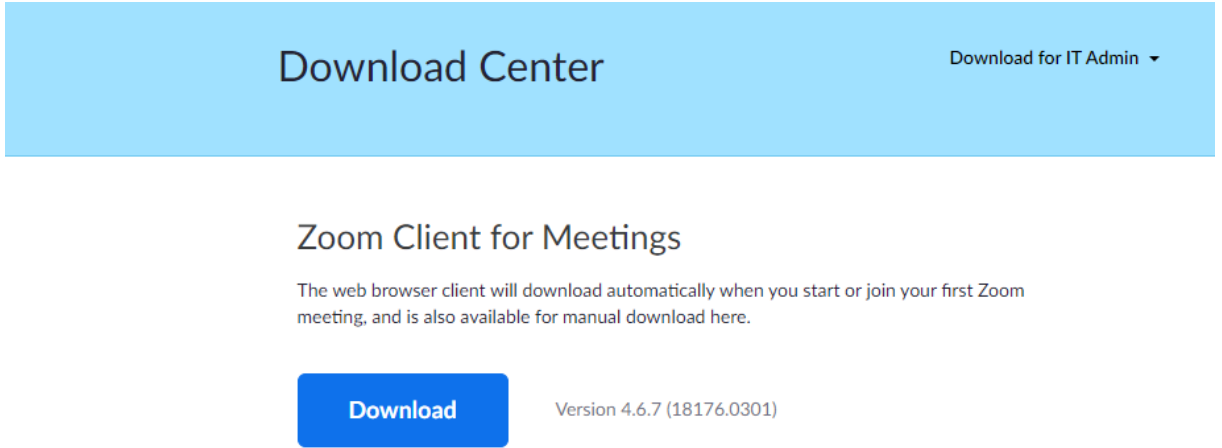 Download Center
Download for IT Admin
Zoom Client for Meetings
The web browser client will download automatically when you start or join your first Zoom
meeting, and is also available for manual download here.
Download
Version 4.6.7 (18176.0301)